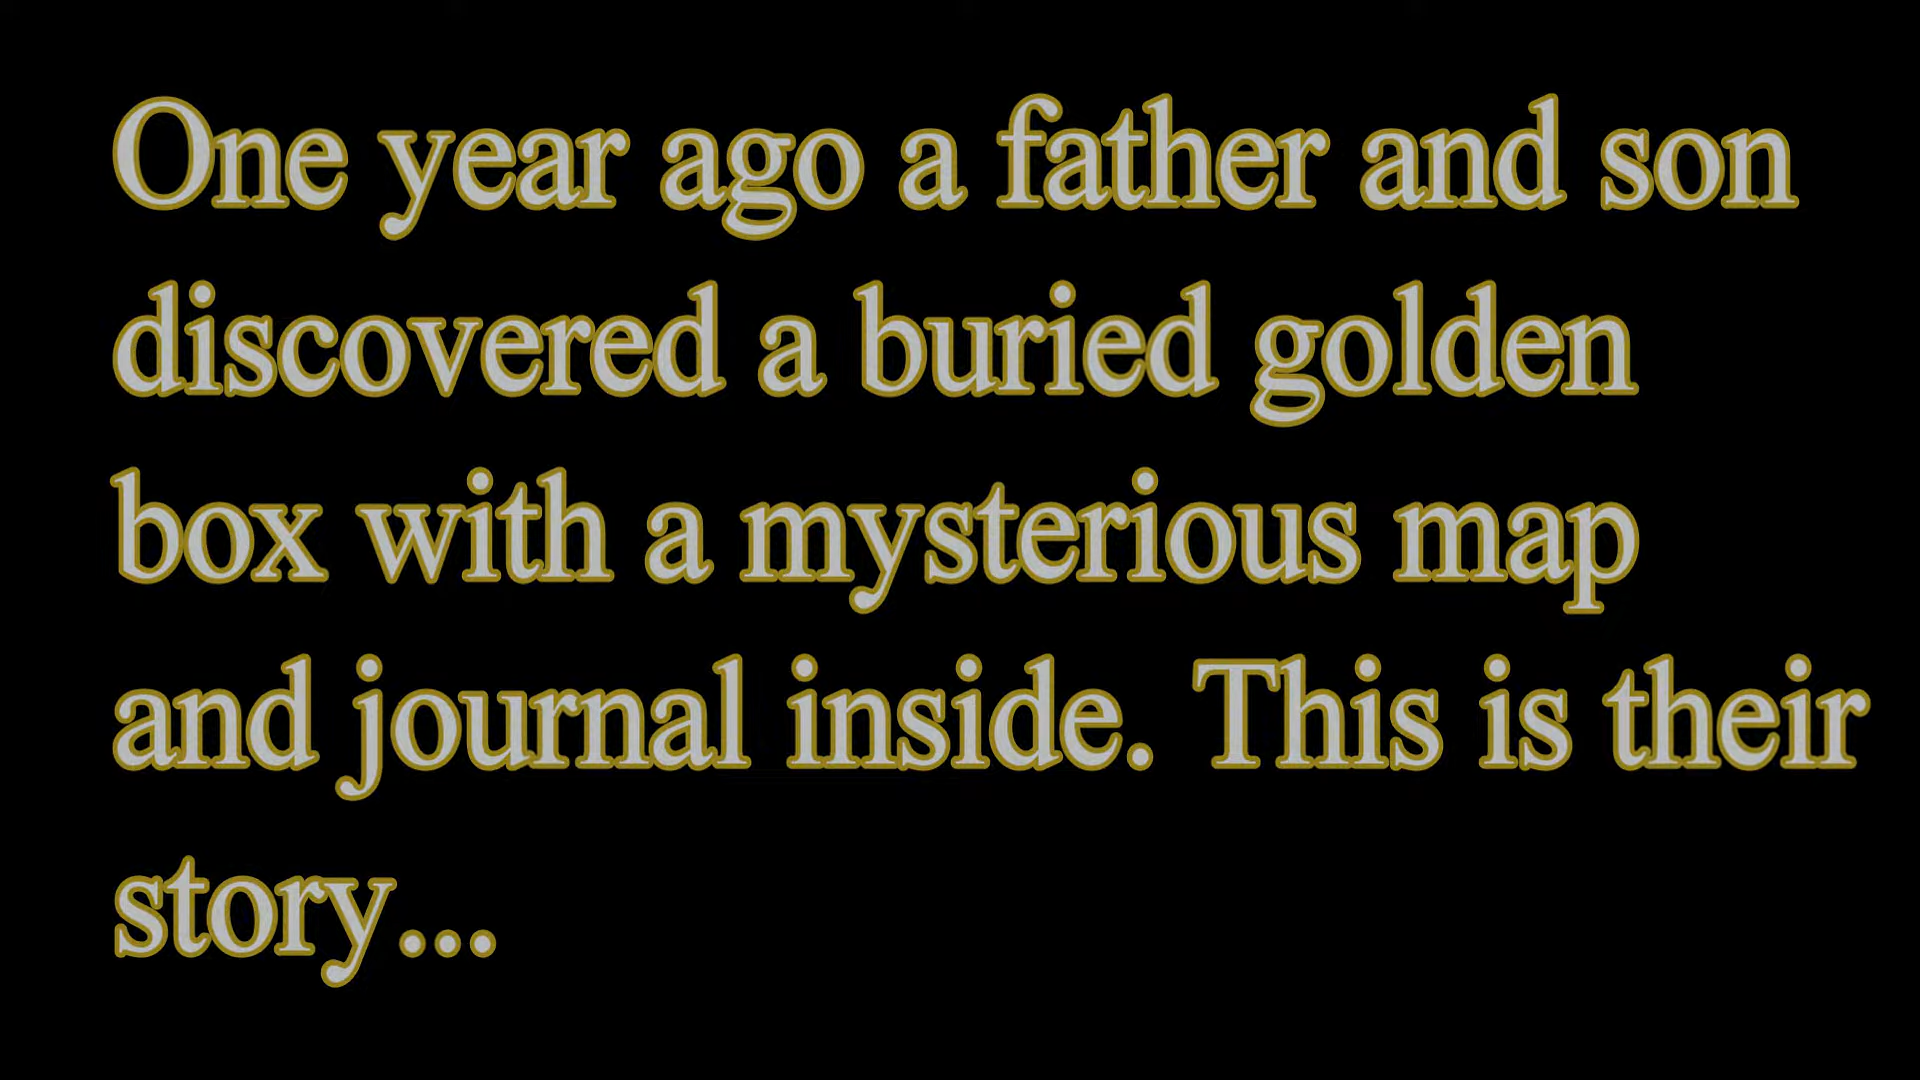 One year ago a father and son
discovered a buried golden
box with a mysterious map
and journal inside. This is their
story...